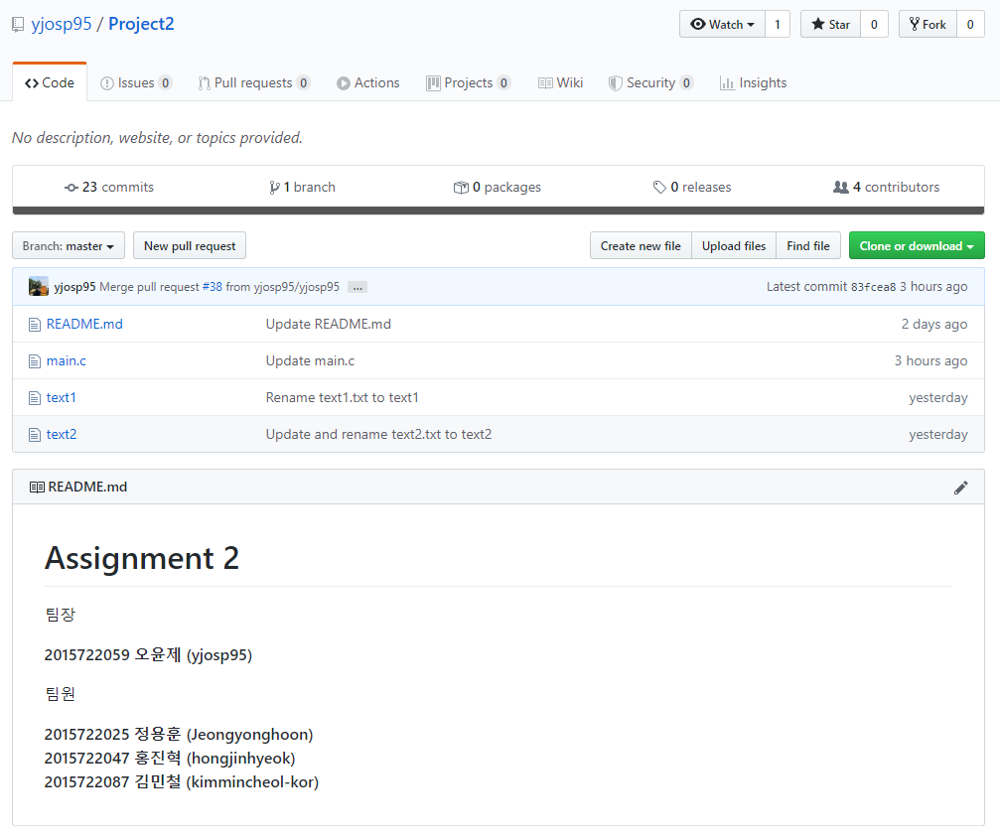 yjosp95 / Project2
Watch 1 Star 0 Fork 0
Code Issues 0 Pull requests 0 Actions Projects 0 Wiki Security 0 Insights
No description, website, or topics provided.
23 commits 1 branch 0 packages 0 releases 4 contributors
Branch: master New pull request Create new file Upload files Find file Clone or download
yjosp95 Merge pull request #38 from yjosp95/yjosp95 ... Latest commit 83fcea8 3 hours ago
README.md Update README.md 2 days ago
main.c Update main.c 3 hours ago
text1 Rename text1.txt to text1 yesterday
text2 Update and rename text2.txt to text2 yesterday
README.md
Assignment 2
팀장
2015722059 오윤제 (yjosp95)
팀원
2015722025 정용훈 (Jeongyonghoon)
2015722047 홍진혁 (hongjinhyeok)
2015722087 김민철 (kimmincheol-kor)